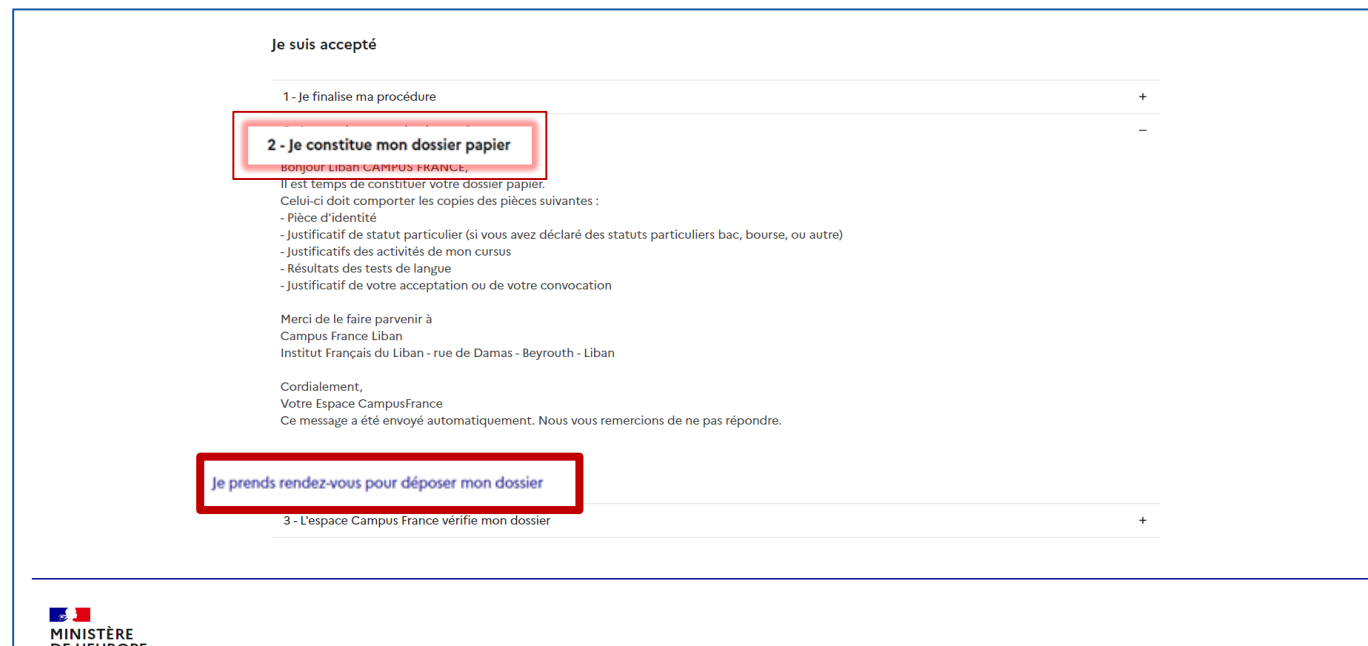 Je suis accepté
1 - Je finalise ma procédure +
2 - Je constitue mon dossier papier –
Bonjour Liban CAMPUS FRANCE,
Il est temps de constituer votre dossier papier.
Celui-ci doit comporter les copies des pièces suivantes :
- Pièce d'identité
- Justificatif de statut particulier (si vous avez déclaré des statuts particuliers bac, bourse, ou autre)
- Justificatifs des activités de mon cursus
- Résultats des tests de langue
- Justificatif de votre acceptation ou de votre convocation
Merci de le faire parvenir à
Campus France Liban
Institut Français du Liban - rue de Damas - Beyrouth - Liban
Cordialement,
Votre Espace CampusFrance
Ce message a été envoyé automatiquement. Nous vous remercions de ne pas répondre.
Je prends rendez-vous pour déposer mon dossier
3 - L'espace Campus France vérifie mon dossier +
MINISTÈRE
DE L'EUROPE